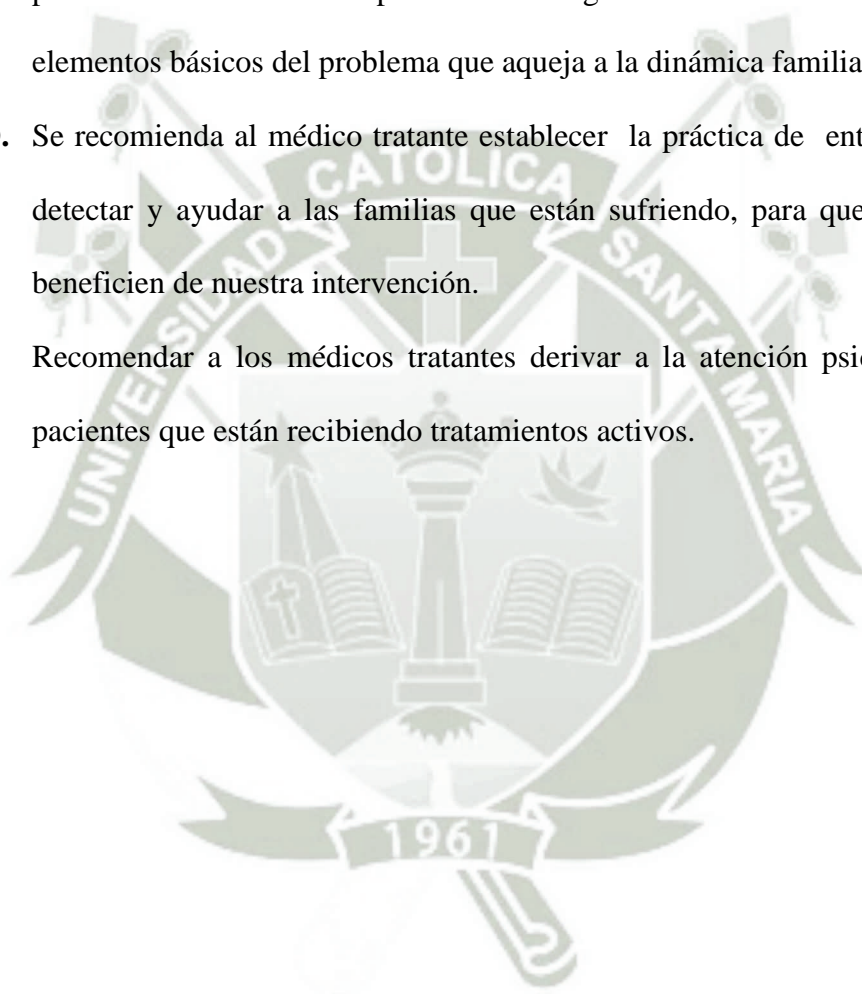 elementos básicos del problema que aqueja a la dinámica familia
. Se recomienda al médico tratante establecer la práctica de ent
detectar y ayudar a las familias que están sufriendo, para que
beneficien de nuestra intervención.
Recomendar a los médicos tratantes derivar a la atención psi
pacientes que están recibiendo tratamientos activos.
UNIVERSIDAD CATOLICA SANTA MARIA
1961